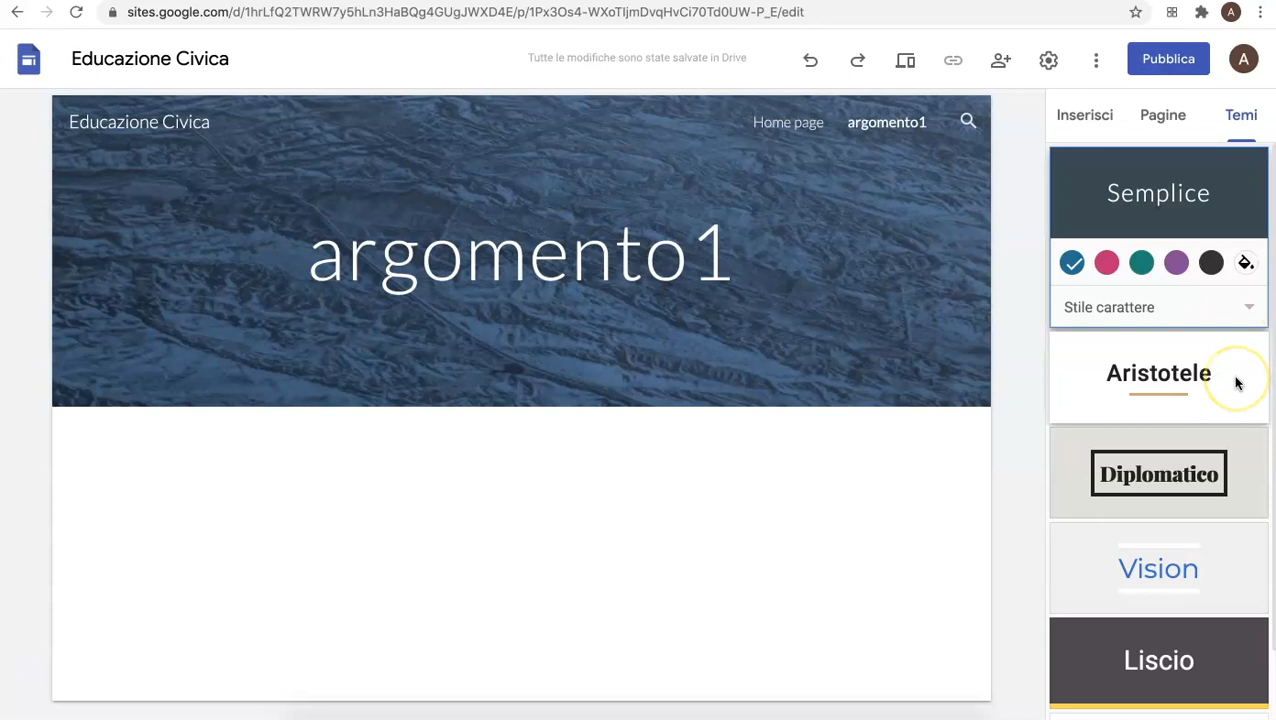 sites.google.com/d/1hrLfQ2TWRW7y5hLn3HaBQg4GUgJWXD4E/p/1Px3Os4-WXoTIjmDvqHvCi70Td0UW-P_E/edit
A
Educazione Civica
Tutte le modifiche sono state salvate in Drive
Pubblica
A
Educazione Civica
Home page
argomento1
argomento1
Inserisci
Pagine
Temi
Semplice
Stile carattere
Aristotele
Diplomatico
Vision
Liscio